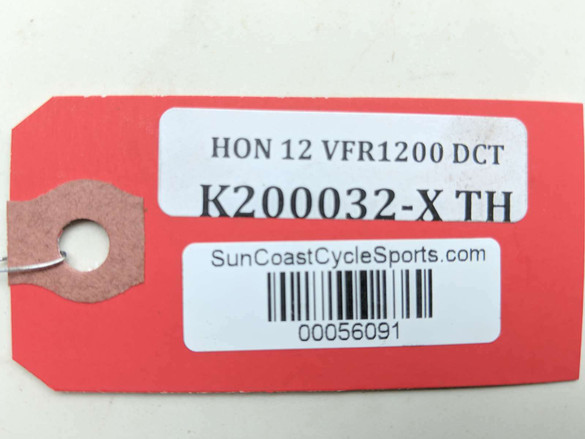 HON 12 VFR1200 DCT
K200032-X TH
SunCoastCycleSports.com
00056091